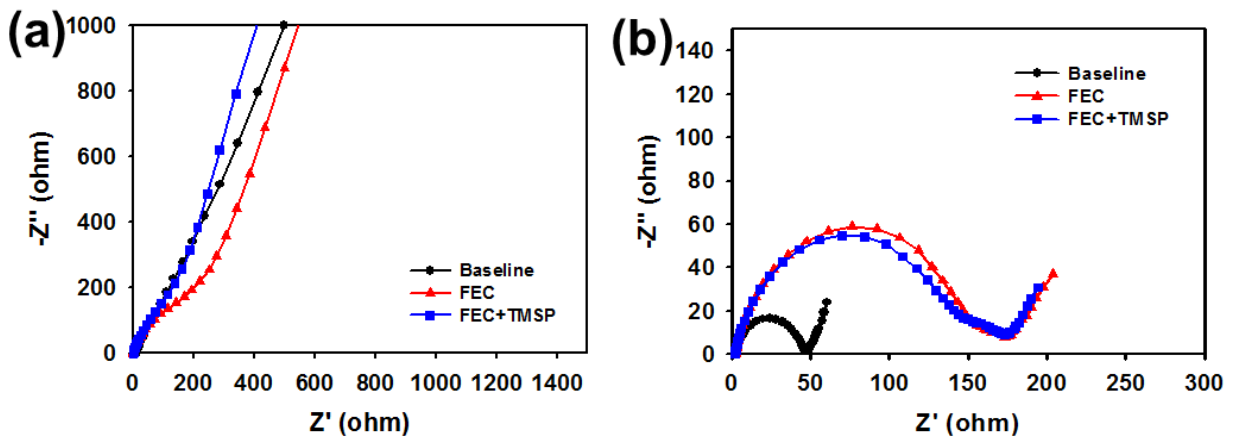 (a)
-Z'' (ohm)
1000
800
600
400
200
0
Baseline
FEC
FEC+TMSP
0 200 400 600 800 1000 1200 1400
Z' (ohm)
(b)
-Z'' (ohm)
140
120
100
80
60
40
20
0
Baseline
FEC
FEC+TMSP
0 50 100 150 200 250 300
Z' (ohm)